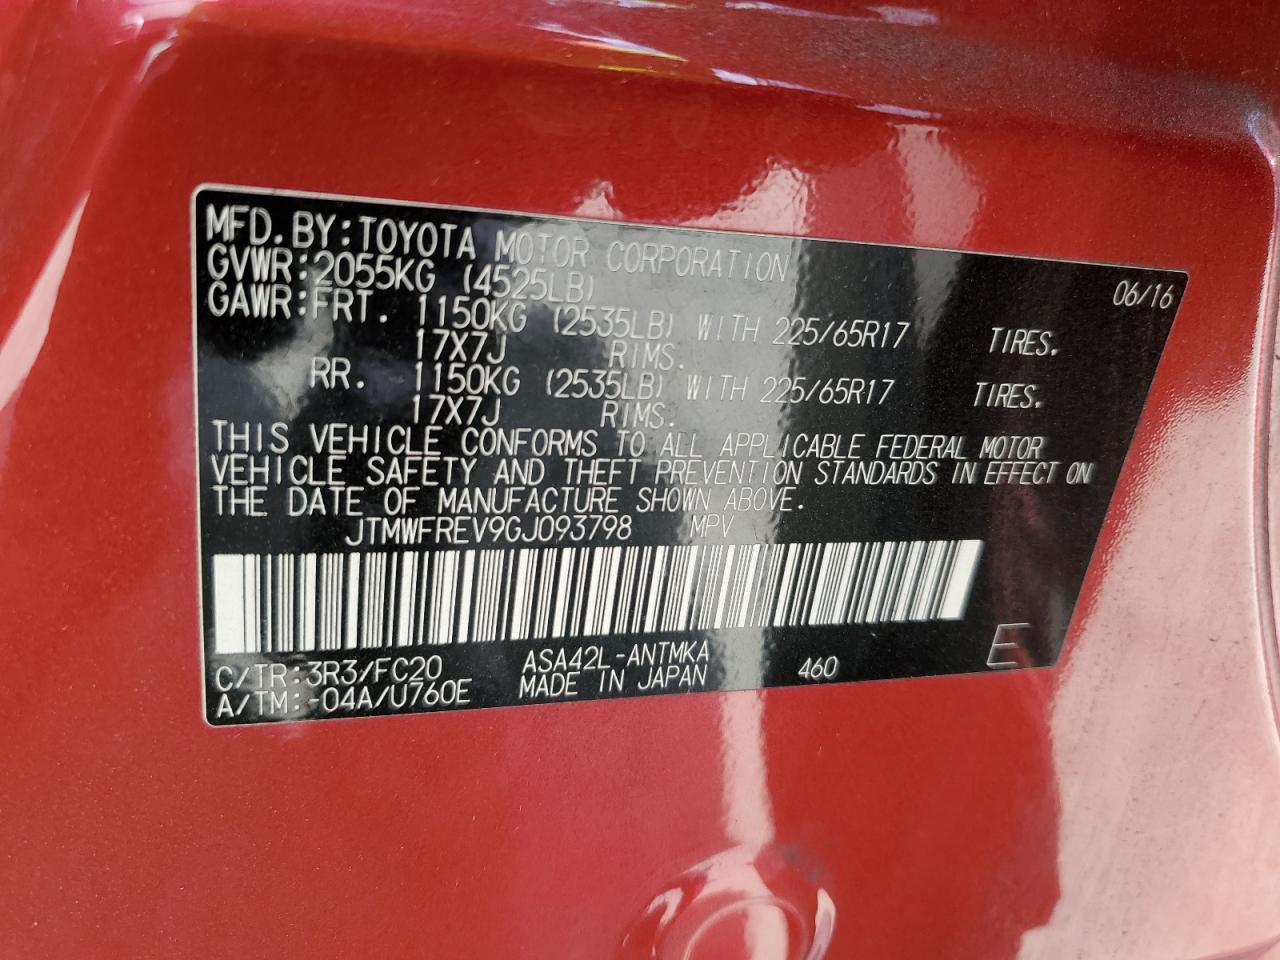 MFD.BY:TOYOTA MOTOR CORPORATION 06/16
GVWR:2055KG (4525LB)
GAWR:FRT. 1150KG (2535LB) WITH 225/65R17 TIRES.
17X7J RIMS.
RR. 1150KG (2535LB) WITH 225/65R17 TIRES.
17X7J RIMS.
THIS VEHICLE CONFORMS TO ALL APPLICABLE FEDERAL MOTOR
VEHICLE SAFETY AND THEFT PREVENTION STANDARDS IN EFFECT ON
THE DATE OF MANUFACTURE SHOWN ABOVE.
JTMWFREV9GJ093798 MPV
C/TR:3R3/FC20 ASA42L-ANTMKA 460 E
A/TM:-04A/U760E MADE IN JAPAN